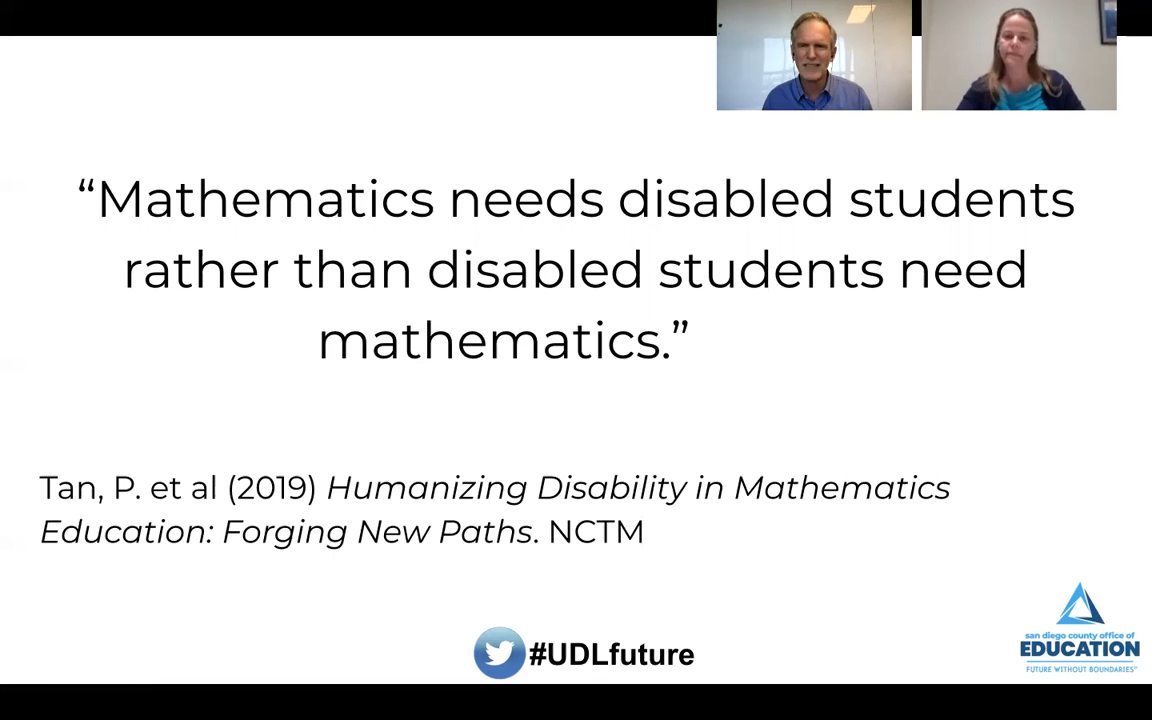 “Mathematics needs disabled students
rather than disabled students need
mathematics.”
Tan, P. et al (2019) Humanizing Disability in Mathematics
Education: Forging New Paths. NCTM
#UDLfuture
san diego county office of
EDUCATION
FUTURE WITHOUT BOUNDARIES™